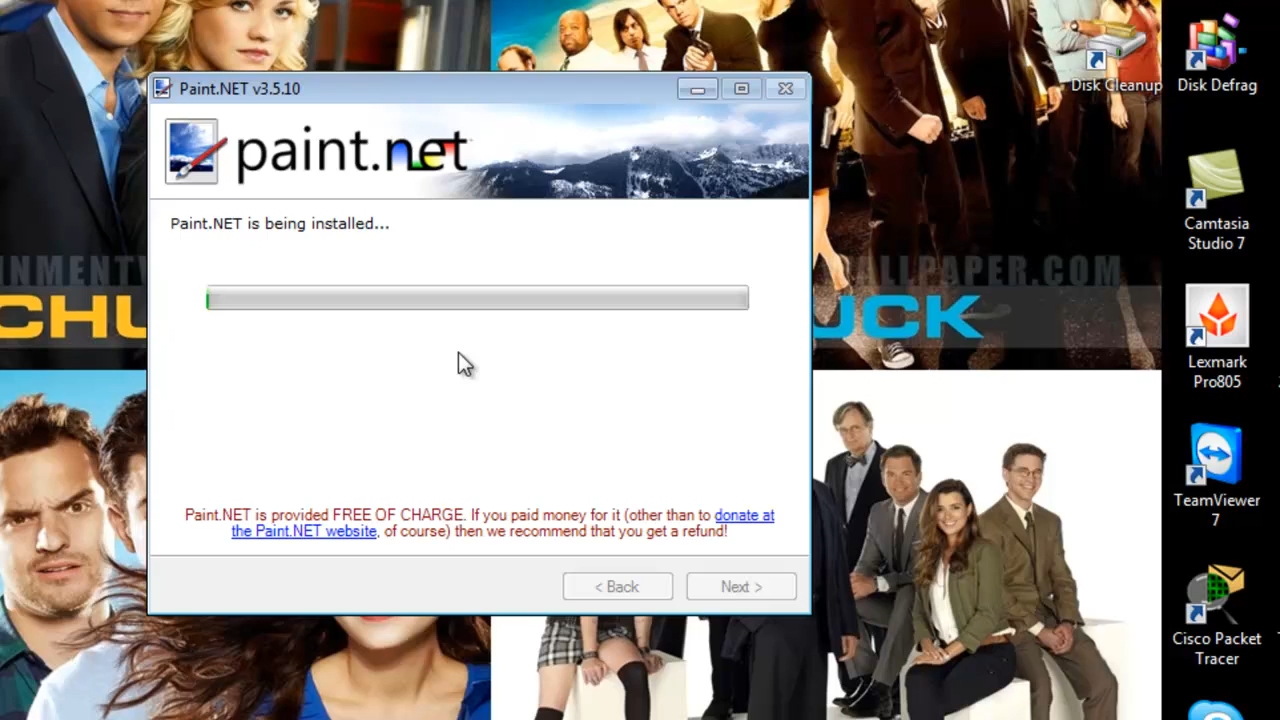 Paint.NET v3.5.10
paint.net
Paint.NET is being installed...
Paint.NET is provided FREE OF CHARGE. If you paid money for it (other than to donate at
the Paint.NET website, of course) then we recommend that you get a refund!
< Back
Next >
CHU
UCK
Disk Cleanup
Disk Defrag
Camtasia
Studio 7
Lexmark
Pro805
TeamViewer
7
Cisco Packet
Tracer